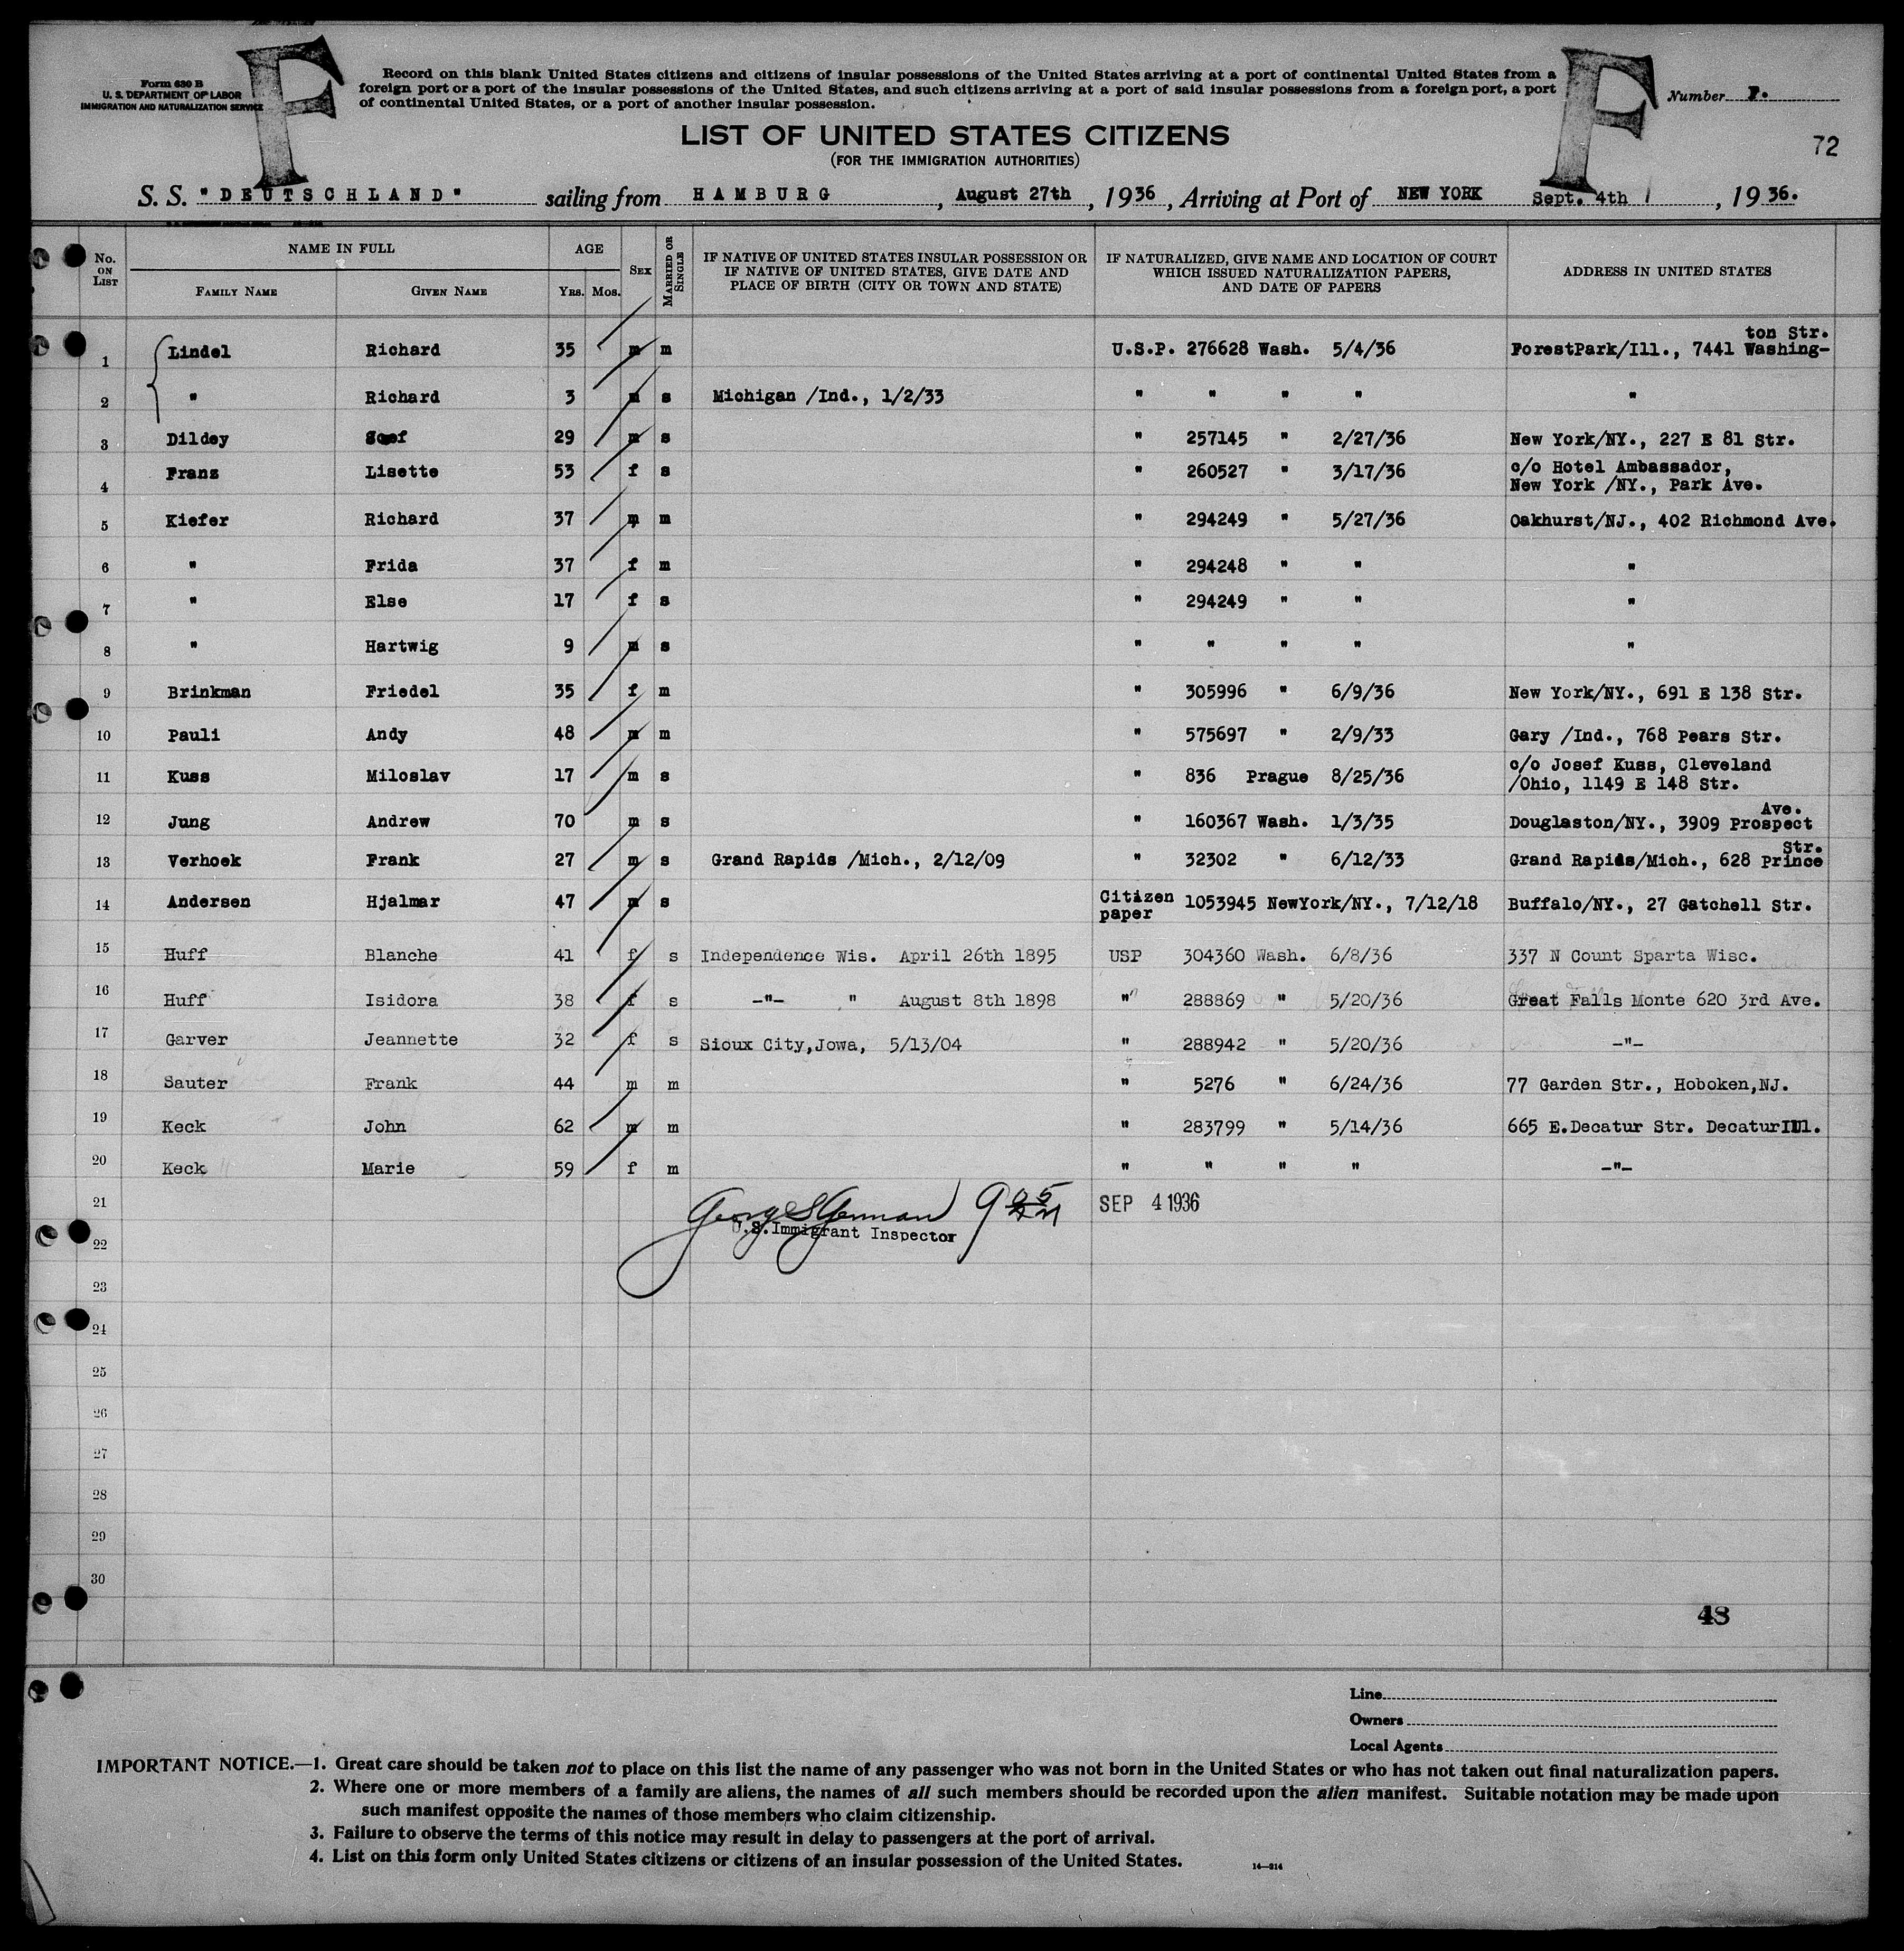 Form 630 B
U. S. DEPARTMENT OF LABOR
IMMIGRATION AND NATURALIZATION SERVICE
F
Record on this blank United States citizens and citizens of insular possessions of the United States arriving at a port of continental United States from a
foreign port or a port of the insular possessions of the United States, and such citizens arriving at a port of said insular possessions from a foreign port, a port
of continental United States, or a port of another insular possession.
F
Number
72
LIST OF UNITED STATES CITIZENS
(FOR THE IMMIGRATION AUTHORITIES)
S. S. "DEUTSCHLAND" sailing from HAMBURG, August 27th, 1936, Arriving at Port of NEW YORK Sept. 4th, 1936.
No. ON LIST NAME IN FULL FAMILY NAME GIVEN NAME AGE YRS. MOS. SEX MARRIED OR SINGLE IF NATIVE OF UNITED STATES INSULAR POSSESSION OR IF NATIVE OF UNITED STATES, GIVE DATE AND PLACE OF BIRTH (CITY OR TOWN AND STATE) IF NATURALIZED, GIVE NAME AND LOCATION OF COURT WHICH ISSUED NATURALIZATION PAPERS, AND DATE OF PAPERS ADDRESS IN UNITED STATES
1 Lindel Richard 35 m m U.S.P. 276628 Wash. 5/4/36 ForestPark/Ill., 7441 Washing-ton Str.
2 " Richard 3 m s Michigan /Ind., 1/2/33 " " " " "
3 Dildey 29 m s " 257145 " 2/27/36 New York/NY., 227 E 81 Str.
4 Franz Lisette 53 f s " 260527 " 3/17/36 c/o Hotel Ambassador,
New York /NY., Park Ave.
5 Kiefer Richard 37 m m " 294249 " 5/27/36 Oakhurst/NJ., 402 Richmond Ave.
6 " Frida 37 f m " 294248 " " "
7 " Else 17 f s " 294249 " " "
8 " Hartwig 9 m s " " " " "
9 Brinkman Friedel 35 f m " 305996 " 6/9/36 New York/NY., 691 E 138 Str.
10 Pauli Andy 48 m m " 575697 " 2/9/33 Gary /Ind., 768 Pears Str.
11 Kuss Miloslav 17 m s " 836 Prague 8/25/36 c/o Josef Kuss, Cleveland
/Ohio, 1149 E 148 Str.
12 Jung Andrew 70 m s " 160367 Wash. 1/3/35 Douglaston/NY., 3909 Prospect Ave.
13 Verhoek Frank 27 m s Grand Rapids /Mich., 2/12/09 " 32302 " 6/12/33 Grand Rapids/Mich., 628 Prince Str.
14 Andersen Hjalmar 47 m s Citizen paper 1053945 NewYork/NY., 7/12/18 Buffalo/NY., 27 Gatchell Str.
15 Huff Blanche 41 f s Independence Wis. April 26th 1895 USP 304360 Wash. 6/8/36 337 N Count Sparta Wisc.
16 Huff Isidora 38 f s -"- " August 8th 1898 " 288869 " 5/20/36 Great Falls Monte 620 3rd Ave.
17 Garver Jeannette 32 f s Sioux City,Jowa, 5/13/04 " 288942 " 5/20/36 -"-
18 Sauter Frank 44 m m " 5276 " 6/24/36 77 Garden Str., Hoboken,NJ.
19 Keck John 62 m m " 283799 " 5/14/36 665 E.Decatur Str. Decatur Ill.
20 Keck Marie 59 f m " " " " -"-
21 SEP 4 1936
U.S.Immigrant Inspector
22
23
24
25
26
27
28
29
30
48
Line
Owners
Local Agents
IMPORTANT NOTICE.—1. Great care should be taken not to place on this list the name of any passenger who was not born in the United States or who has not taken out final naturalization papers.
2. Where one or more members of a family are aliens, the names of all such members should be recorded upon the alien manifest. Suitable notation may be made upon
such manifest opposite the names of those members who claim citizenship.
3. Failure to observe the terms of this notice may result in delay to passengers at the port of arrival.
4. List on this form only United States citizens or citizens of an insular possession of the United States.
14—314